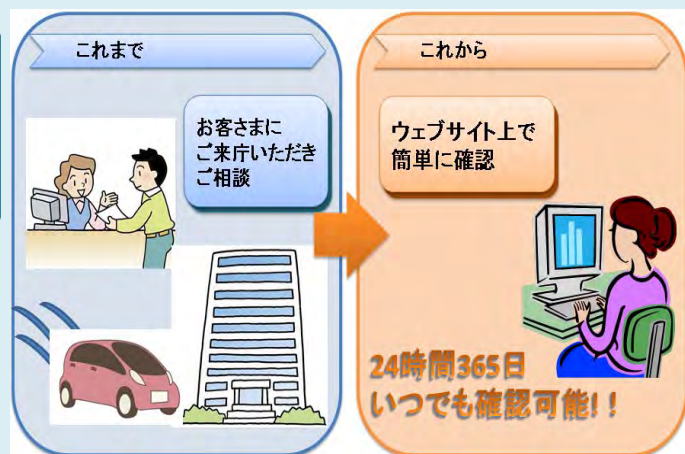 これまで
お客さまに
ご来庁いただき
ご相談
これから
ウェブサイト上で
簡単に確認
24時間365日
いつでも確認可能!!